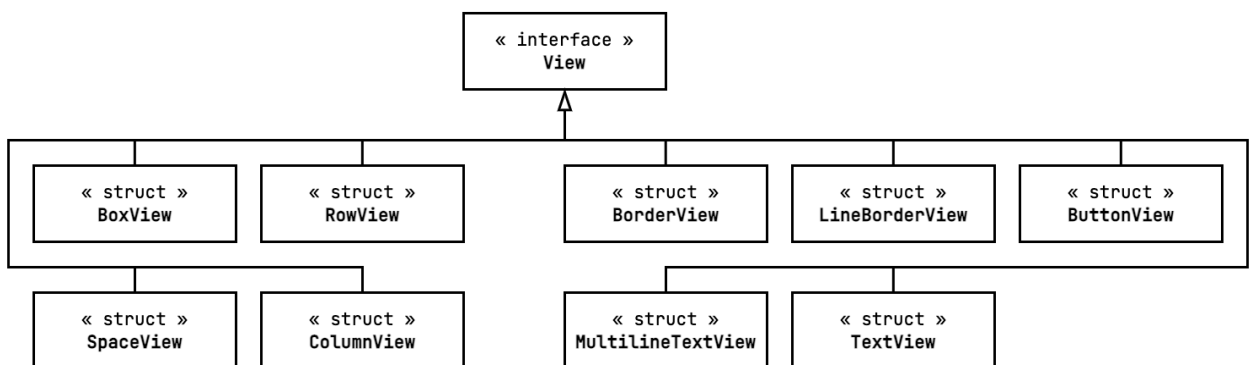 « interface »
View
« struct »
BoxView
« struct »
RowView
« struct »
BorderView
« struct »
LineBorderView
« struct »
ButtonView
« struct »
SpaceView
« struct »
ColumnView
« struct »
MultilineTextView
« struct »
TextView